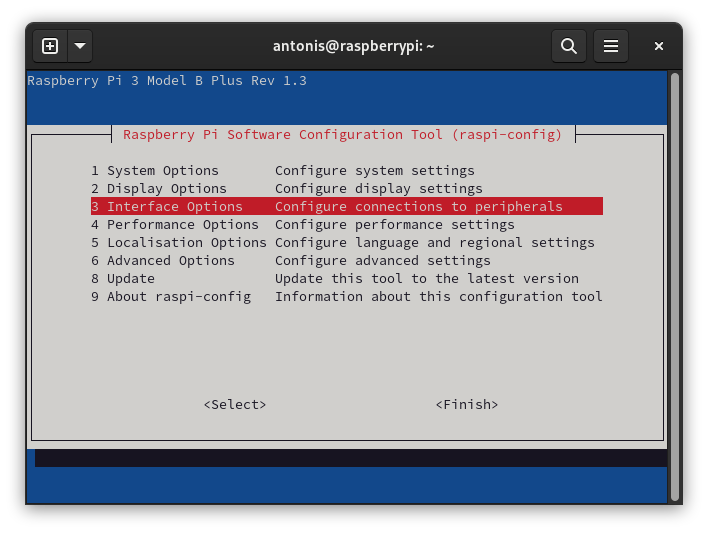 antonis@raspberrypi: ~
Raspberry Pi 3 Model B Plus Rev 1.3
Raspberry Pi Software Configuration Tool (raspi-config)
1 System Options Configure system settings
2 Display Options Configure display settings
3 Interface Options Configure connections to peripherals
4 Performance Options Configure performance settings
5 Localisation Options Configure language and regional settings
6 Advanced Options Configure advanced settings
8 Update Update this tool to the latest version
9 About raspi-config Information about this configuration tool
<Select> <Finish>